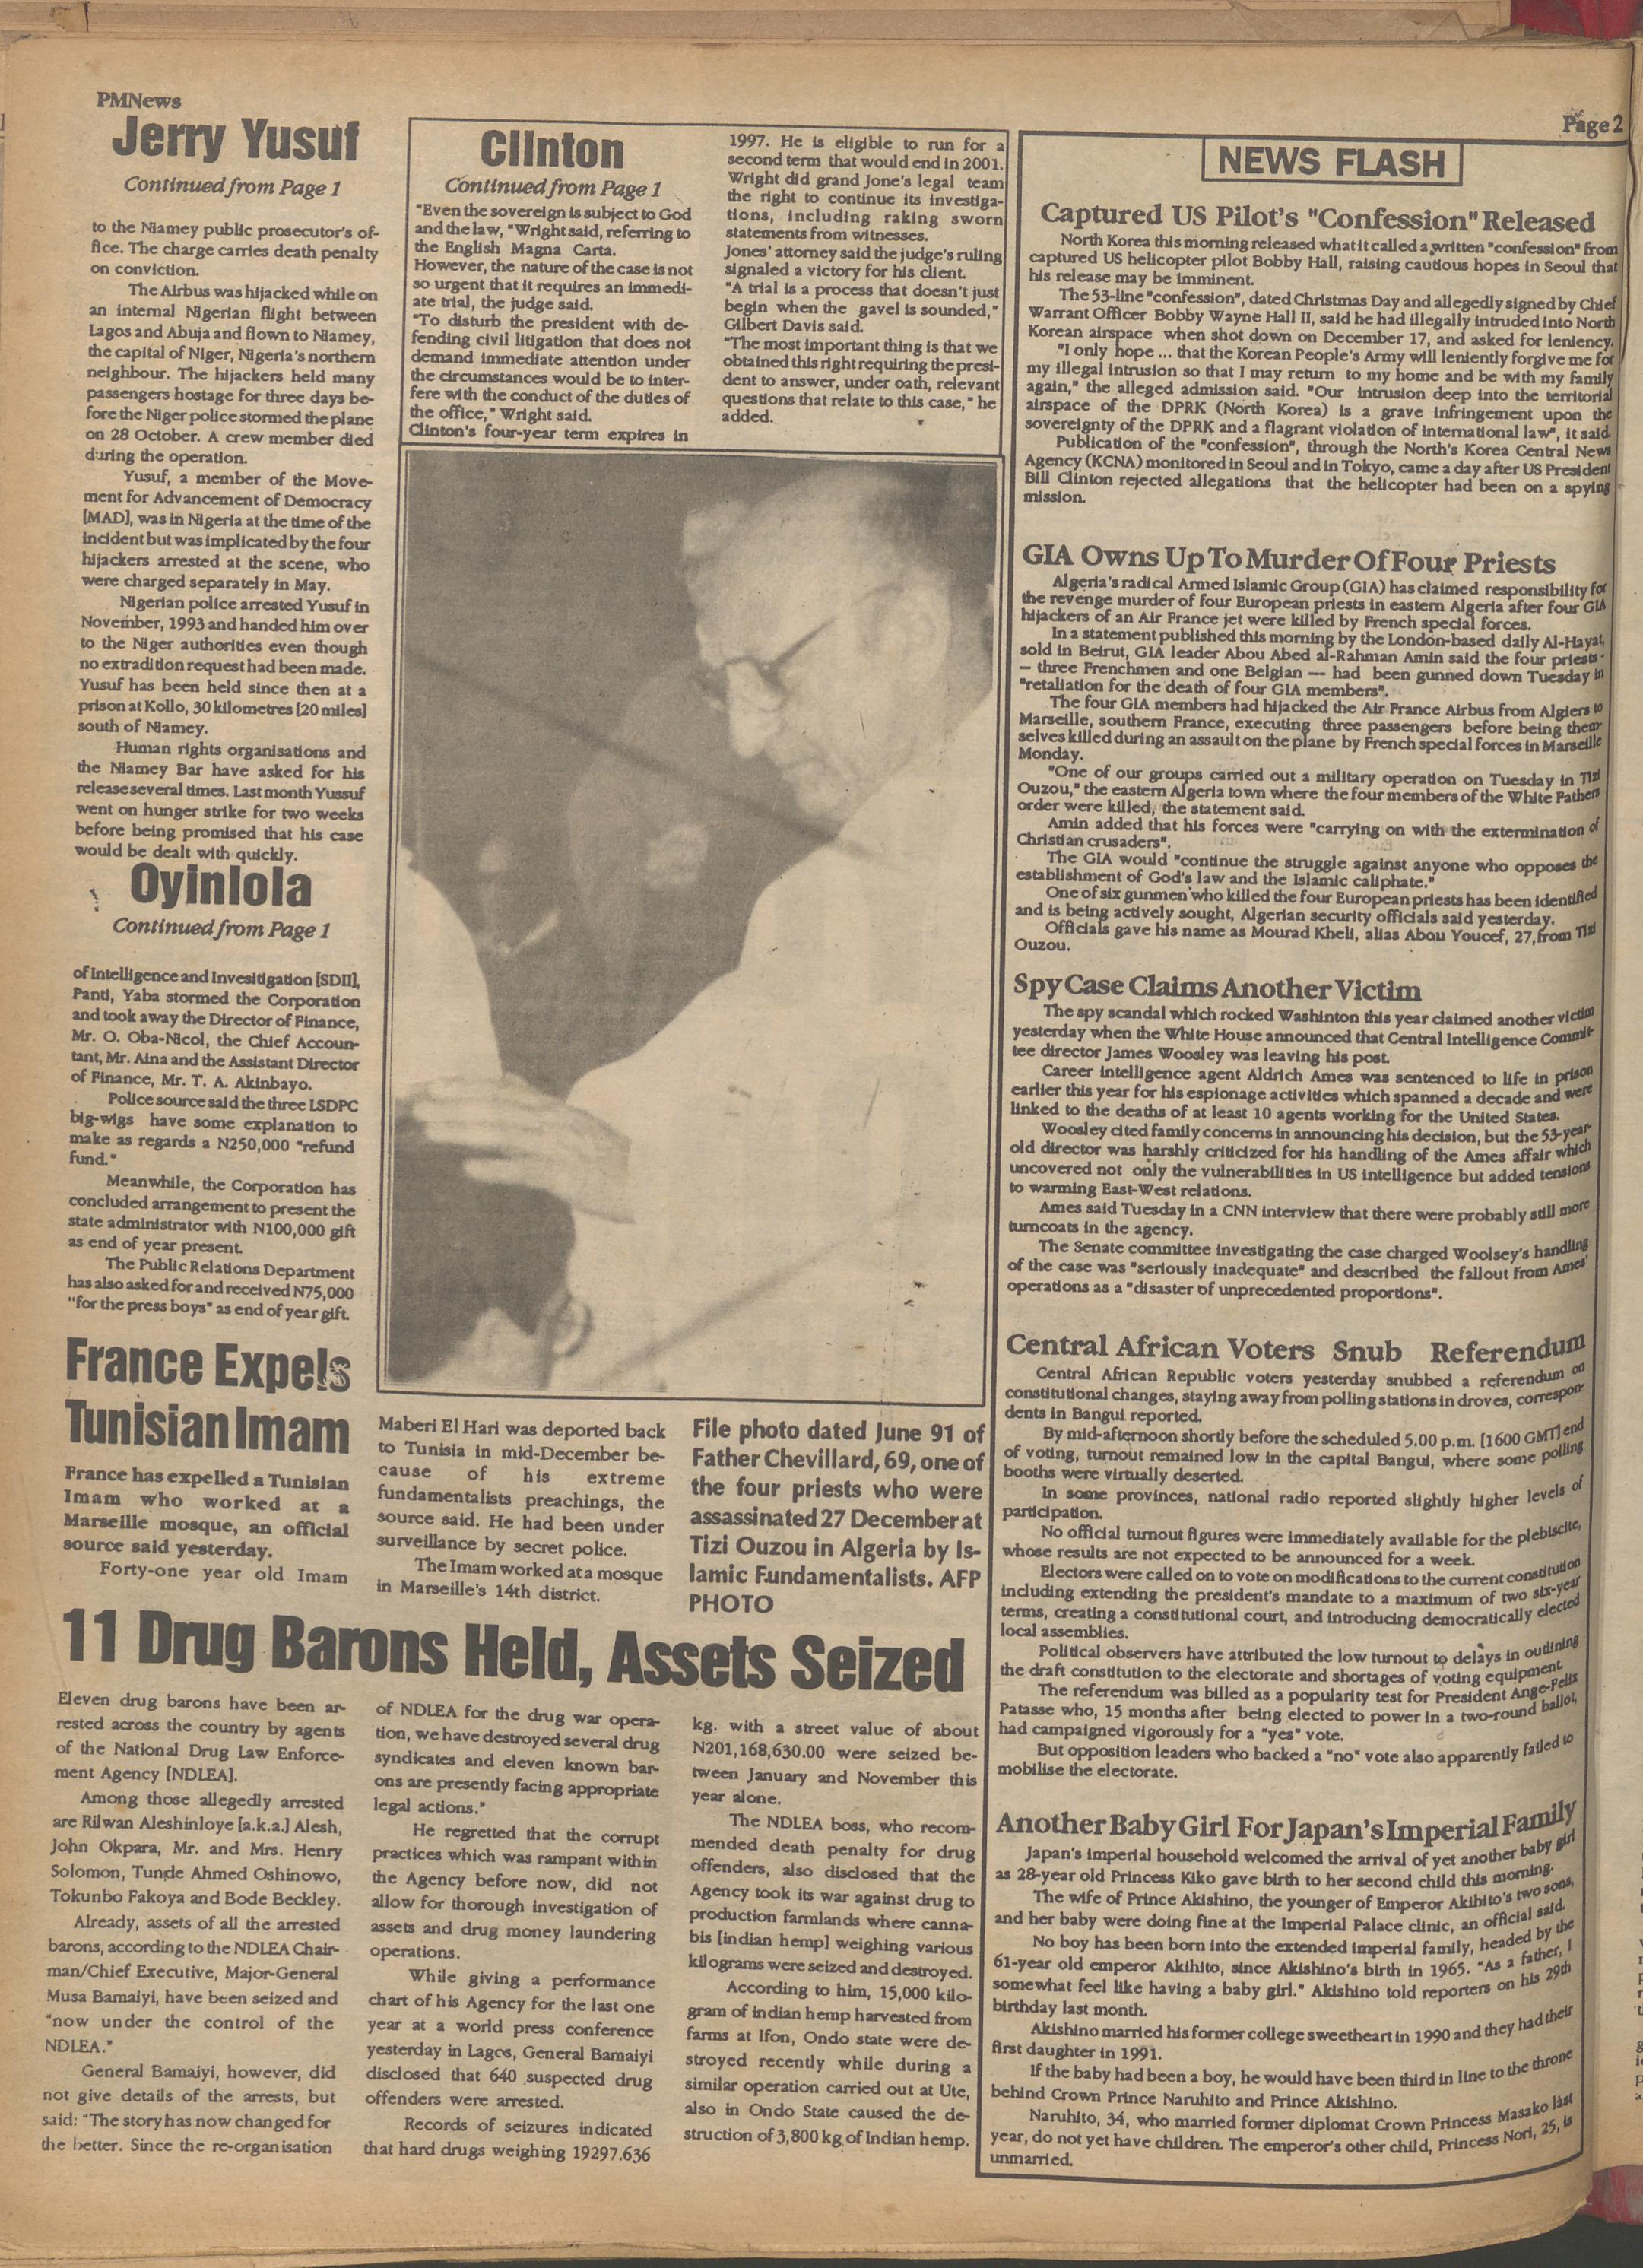 PMNews
Page 2
Jerry Yusuf
Continued from Page 1
to the Niamey public prosecutor's of-
fice. The charge carries death penalty
on conviction.
The Airbus was hijacked while on
an internal Nigerian flight between
Lagos and Abuja and flown to Niamey,
the capital of Niger, Nigeria's northern
neighbour. The hijackers held many
passengers hostage for three days be-
fore the Niger police stormed the plane
on 28 October. A crew member died
during the operation.
Yusuf, a member of the Move-
ment for Advancement of Democracy
[MAD], was in Nigeria at the time of the
incident but was implicated by the four
hijackers arrested at the scene, who
were charged separately in May.
Nigerian police arrested Yusuf in
November, 1993 and handed him over
to the Niger authorities even though
no extradition request had been made.
Yusuf has been held since then at a
prison at Kollo, 30 kilometres [20 miles]
south of Niamey.
Human rights organisations and
the Niamey Bar have asked for his
release several times. Last month Yussuf
went on hunger strike for two weeks
before being promised that his case
would be dealt with quickly.
Oyinlola
Continued from Page 1
of Intelligence and Invesitigation [SDII],
Panti, Yaba stormed the Corporation
and took away the Director of Finance,
Mr. O. Oba-Nicol, the Chief Accoun-
tant, Mr. Aina and the Assistant Director
of Finance, Mr. T. A. Akinbayo.
Police source said the three LSDPC
big-wigs have some explanation to
make as regards a N250,000 "refund
fund."
Meanwhile, the Corporation has
concluded arrangement to present the
state administrator with N100,000 gift
as end of year present.
The Public Relations Department
has also asked for and received N75,000
"for the press boys" as end of year gift.
France Expels
Tunisian Imam
France has expelled a Tunisian
Imam who worked at a
Marseille mosque, an official
source said yesterday.
Forty-one year old Imam
Maberi El Hari was deported back
to Tunisia in mid-December be-
cause of his extreme
fundamentalists preachings, the
source said. He had been under
surveillance by secret police.
The Imam worked at a mosque
in Marseille's 14th district.
Clinton
Continued from Page 1
"Even the sovereign is subject to God
and the law, "Wright said, referring to
the English Magna Carta.
However, the nature of the case is not
so urgent that it requires an immedi-
ate trial, the judge said.
"To disturb the president with de-
fending civil litigation that does not
demand immediate attention under
the circumstances would be to inter-
fere with the conduct of the duties of
the office," Wright said.
Clinton's four-year term expires in
1997. He is eligible to run for a
second term that would end in 2001.
Wright did grand Jone's legal team
the right to continue its investiga-
tions, including raking sworn
statements from witnesses.
Jones' attorney said the judge's ruling
signaled a victory for his client.
"A trial is a process that doesn't just
begin when the gavel is sounded,"
Gilbert Davis said.
"The most important thing is that we
obtained this right requiring the presi-
dent to answer, under oath, relevant
questions that relate to this case," he
added.
File photo dated June 91 of
Father Chevillard, 69, one of
the four priests who were
assassinated 27 December at
Tizi Ouzou in Algeria by Is-
lamic Fundamentalists. AFP
PHOTO
11 Drug Barons Held, Assets Seized
Eleven drug barons have been ar-
rested across the country by agents
of the National Drug Law Enforce-
ment Agency [NDLEA].
Among those allegedly arrested
are Rilwan Aleshinloye [a.k.a.] Alesh,
John Okpara, Mr. and Mrs. Henry
Solomon, Tunde Ahmed Oshinowo,
Tokunbo Fakoya and Bode Beckley.
Already, assets of all the arrested
barons, according to the NDLEA Chair-
man/Chief Executive, Major-General
Musa Bamaiyi, have been seized and
"now under the control of the
NDLEA."
General Bamaiyi, however, did
not give details of the arrests, but
said: "The story has now changed for
the better. Since the re-organisation
of NDLEA for the drug war opera-
tion, we have destroyed several drug
syndicates and eleven known bar-
ons are presently facing appropriate
legal actions."
He regretted that the corrupt
practices which was rampant within
the Agency before now, did not
allow for thorough investigation of
assets and drug money laundering
operations.
While giving a performance
chart of his Agency for the last one
year at a world press conference
yesterday in Lagos, General Bamaiyi
disclosed that 640 suspected drug
offenders were arrested.
Records of seizures indicated
that hard drugs weighing 19297.636
kg. with a street value of about
N201,168,630.00 were seized be-
tween January and November this
year alone.
The NDLEA boss, who recom-
mended death penalty for drug
offenders, also disclosed that the
Agency took its war against drug to
production farmlands where canna-
bis [indian hemp] weighing various
kilograms were seized and destroyed.
According to him, 15,000 kilo-
gram of indian hemp harvested from
farms at Ifon, Ondo state were de-
stroyed recently while during a
similar operation carried out at Ute,
also in Ondo State caused the de-
struction of 3,800 kg of Indian hemp.
NEWS FLASH
Captured US Pilot's "Confession" Released
North Korea this morning released what it called a written "confession" from
captured US helicopter pilot Bobby Hall, raising cautious hopes in Seoul that
his release may be imminent.
The 53-line "confession", dated Christmas Day and allegedly signed by Chief
Warrant Officer Bobby Wayne Hall II, said he had illegally intruded into North
Korean airspace when shot down on December 17, and asked for leniency.
"I only hope ... that the Korean People's Army will leniently forgive me for
my illegal intrusion so that I may return to my home and be with my family
again," the alleged admission said. "Our intrusion deep into the territorial
airspace of the DPRK (North Korea) is a grave infringement upon the
sovereignty of the DPRK and a flagrant violation of international law", it said.
Publication of the "confession", through the North's Korea Central News
Agency (KCNA) monitored in Seoul and in Tokyo, came a day after US President
Bill Clinton rejected allegations that the helicopter had been on a spying
mission.
GIA Owns Up To Murder Of Four Priests
Algeria's radical Armed Islamic Group (GIA) has claimed responsibility for
the revenge murder of four European priests in eastern Algeria after four GIA
hijackers of an Air France jet were killed by French special forces.
In a statement published this morning by the London-based daily Al-Hayat,
sold in Beirut, GIA leader Abou Abed al-Rahman Amin said the four priests -
— three Frenchmen and one Belgian — had been gunned down Tuesday in
"retaliation for the death of four GIA members".
The four GIA members had hijacked the Air France Airbus from Algiers to
Marseille, southern France, executing three passengers before being them-
selves killed during an assault on the plane by French special forces in Marseille
Monday.
"One of our groups carried out a military operation on Tuesday in Tizi
Ouzou," the eastern Algeria town where the four members of the White Fathers
order were killed, the statement said.
Amin added that his forces were "carrying on with the extermination of
Christian crusaders".
The GIA would "continue the struggle against anyone who opposes the
establishment of God's law and the Islamic caliphate."
One of six gunmen who killed the four European priests has been identified
and is being actively sought, Algerian security officials said yesterday.
Officials gave his name as Mourad Kheli, alias Abou Youcef, 27, from Tizi
Ouzou.
Spy Case Claims Another Victim
The spy scandal which rocked Washinton this year claimed another victim
yesterday when the White House announced that Central Intelligence Commit-
tee director James Woosley was leaving his post.
Career intelligence agent Aldrich Ames was sentenced to life in prison
earlier this year for his espionage activities which spanned a decade and were
linked to the deaths of at least 10 agents working for the United States.
Woosley cited family concerns in announcing his decision, but the 53-year-
old director was harshly criticized for his handling of the Ames affair which
uncovered not only the vulnerabilities in US intelligence but added tensions
to warming East-West relations.
Ames said Tuesday in a CNN interview that there were probably still more
turncoats in the agency.
The Senate committee investigating the case charged Woolsey's handling
of the case was "seriously inadequate" and described the fallout from Ames'
operations as a "disaster of unprecedented proportions".
Central African Voters Snub Referendum
Central African Republic voters yesterday snubbed a referendum on
constitutional changes, staying away from polling stations in droves, correspon-
dents in Bangui reported.
By mid-afternoon shortly before the scheduled 5.00 p.m. [1600 GMT] end
of voting, turnout remained low in the capital Bangui, where some polling
booths were virtually deserted.
In some provinces, national radio reported slightly higher levels of
participation.
No official turnout figures were immediately available for the plebiscite,
whose results are not expected to be announced for a week.
Electors were called on to vote on modifications to the current constitution
including extending the president's mandate to a maximum of two six-year
terms, creating a constitutional court, and introducing democratically elected
local assemblies.
Political observers have attributed the low turnout to delays in outlining
the draft constitution to the electorate and shortages of voting equipment.
The referendum was billed as a popularity test for President Ange-Felix
Patasse who, 15 months after being elected to power in a two-round ballot,
had campaigned vigorously for a "yes" vote.
But opposition leaders who backed a "no" vote also apparently failed to
mobilise the electorate.
Another Baby Girl For Japan's Imperial Family
Japan's imperial household welcomed the arrival of yet another baby girl
as 28-year old Princess Kiko gave birth to her second child this morning.
The wife of Prince Akishino, the younger of Emperor Akihito's two sons,
and her baby were doing fine at the Imperial Palace clinic, an official said.
No boy has been born into the extended imperial family, headed by the
61-year old emperor Akihito, since Akishino's birth in 1965. "As a father, I
somewhat feel like having a baby girl." Akishino told reporters on his 29th
birthday last month.
Akishino married his former college sweetheart in 1990 and they had their
first daughter in 1991.
If the baby had been a boy, he would have been third in line to the throne
behind Crown Prince Naruhito and Prince Akishino.
Naruhito, 34, who married former diplomat Crown Princess Masako last
year, do not yet have children. The emperor's other child, Princess Nori, 25, is
unmarried.